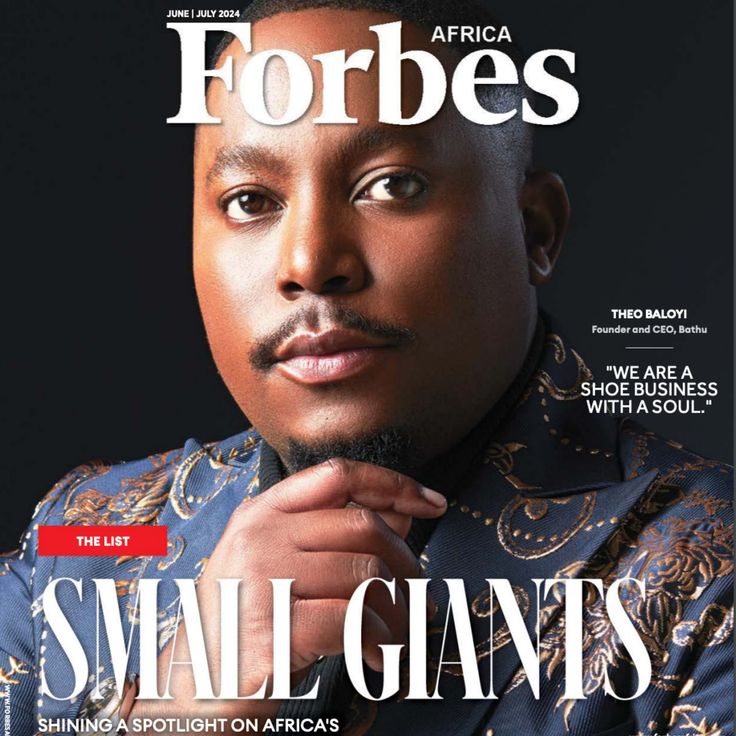 JUNE | JULY 2024
Forbes
AFRICA
THEO BALOYI
Founder and CEO, Bathu
"WE ARE A
SHOE BUSINESS
WITH A SOUL."
THE LIST
SMALL GIANTS
SHINING A SPOTLIGHT ON AFRICA'S